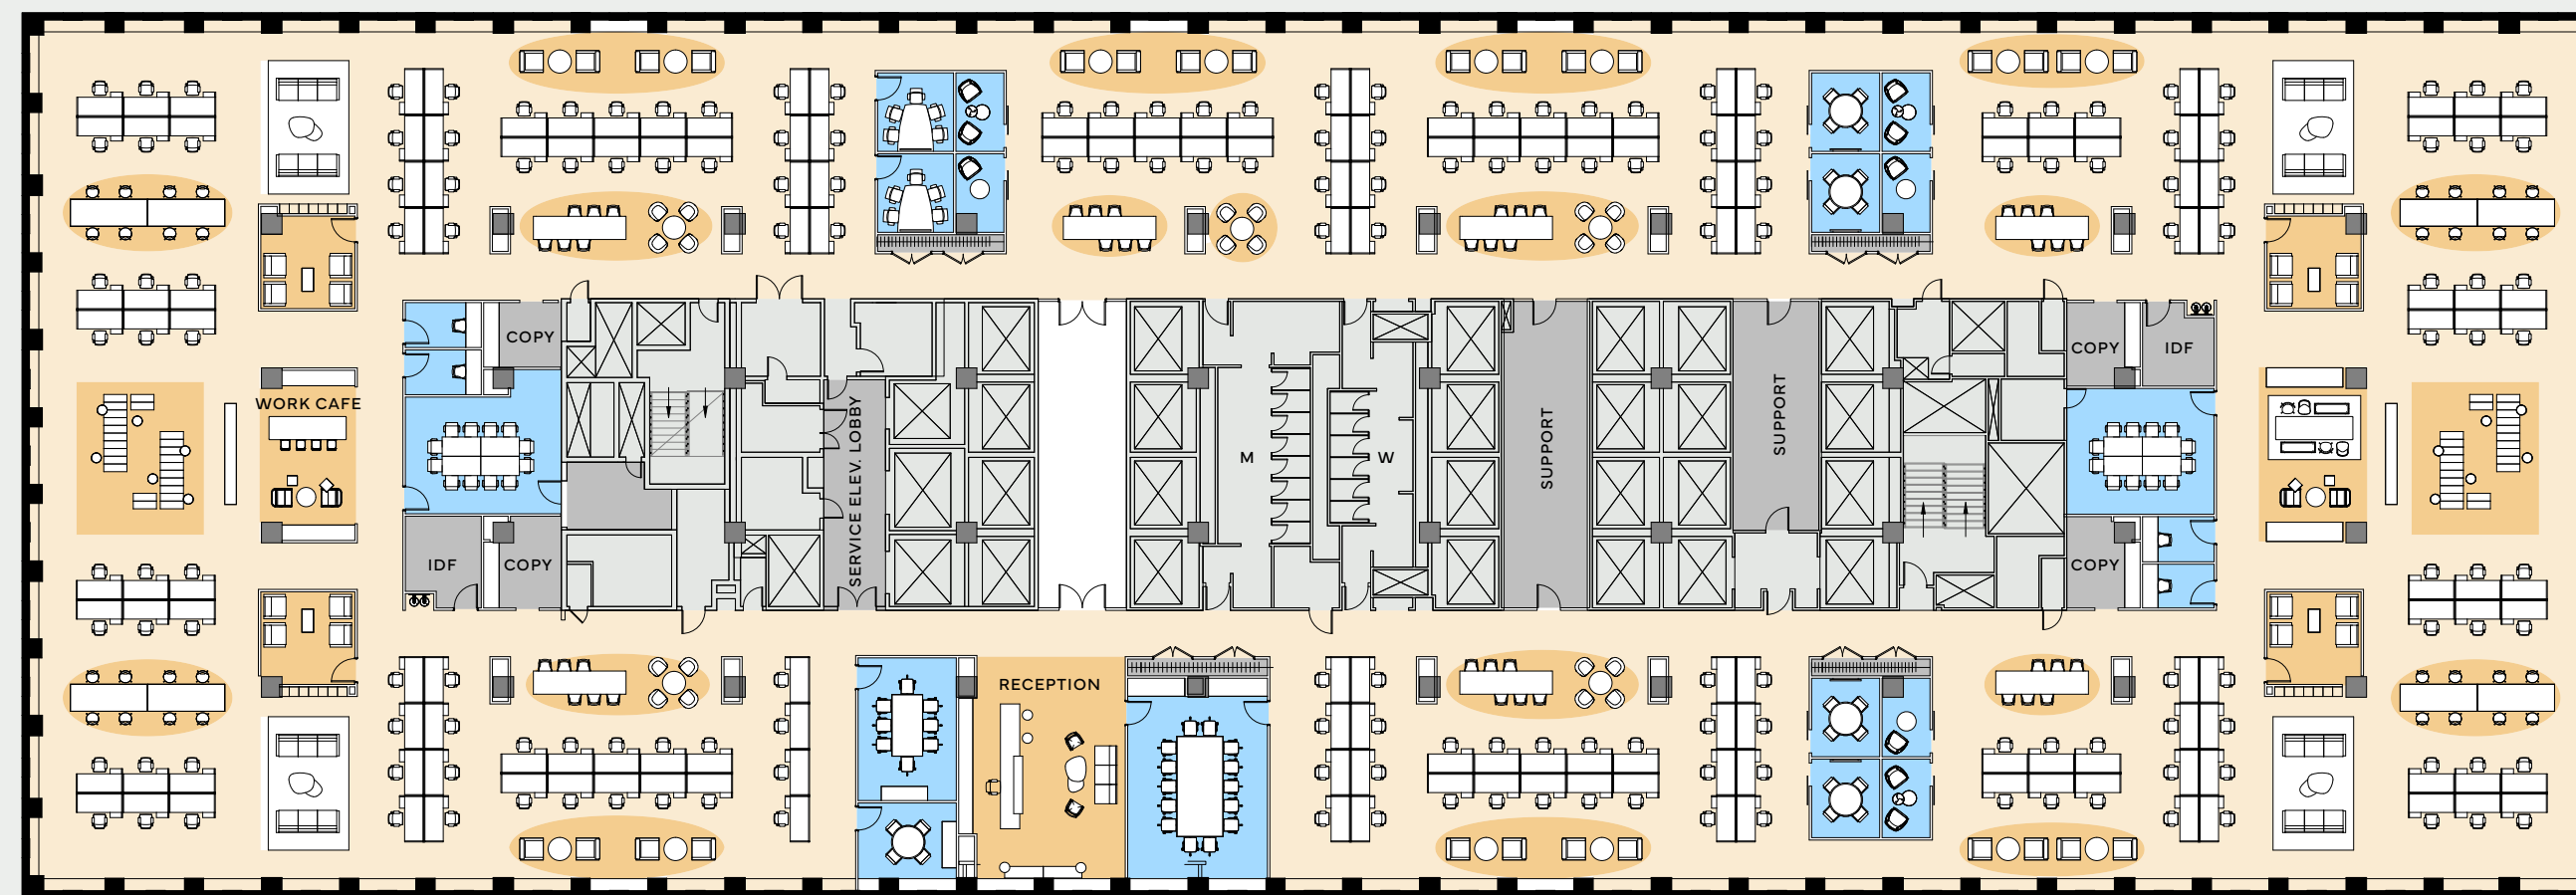 COPY
COPY
IDF
WORK CAFE
SERVICE ELEV. LOBBY
M
W
SUPPORT
SUPPORT
IDF
COPY
COPY
RECEPTION